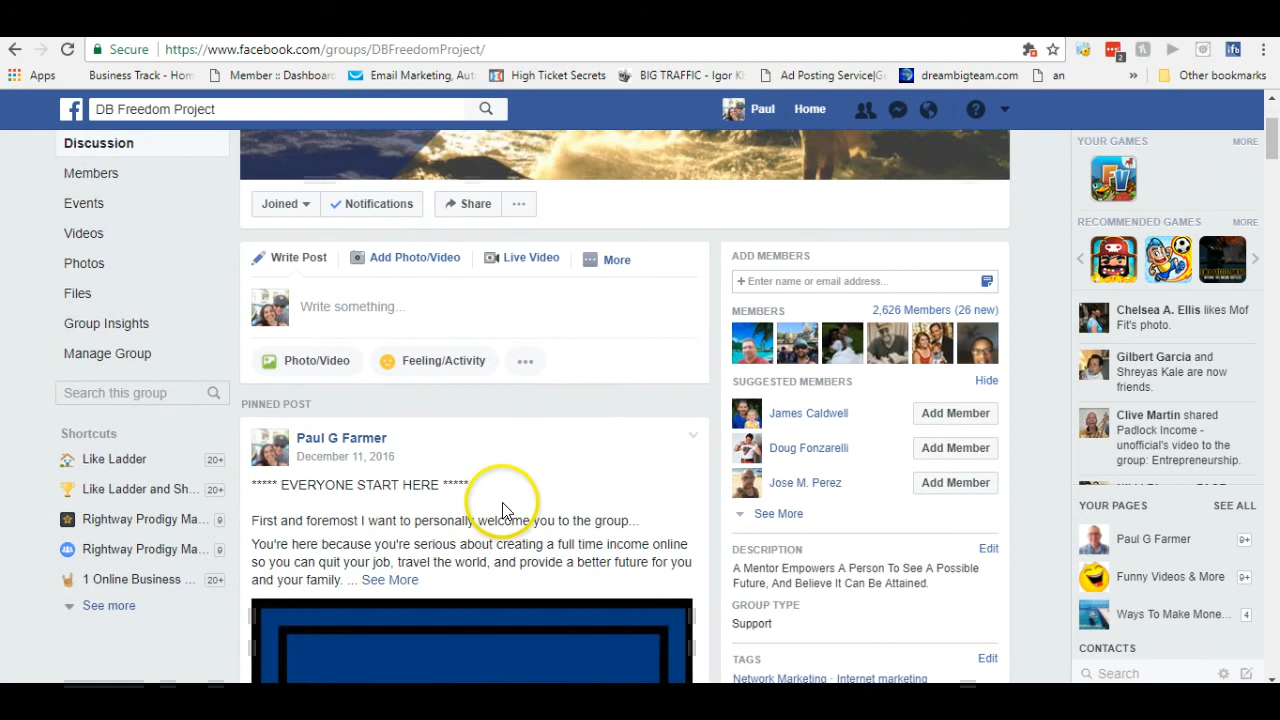 Secure https://www.facebook.com/groups/DBFreedomProject/
Apps Business Track - Hom Member :: Dashboard Email Marketing, Aut High Ticket Secrets BIG TRAFFIC - Igor K Ad Posting Service|G dreambigteam.com an » Other bookmarks
DB Freedom Project Paul Home
Discussion
Members
Events
Videos
Photos
Files
Group Insights
Manage Group
Search this group
Shortcuts
Like Ladder 20+
Like Ladder and Sh... 20+
Rightway Prodigy Ma... 9
Rightway Prodigy Ma... 9
1 Online Business ... 20+
See more
Joined Notifications Share ...
Write Post Add Photo/Video Live Video More
Write something...
Photo/Video Feeling/Activity
PINNED POST
Paul G Farmer
December 11, 2016
***** EVERYONE START HERE *****
First and foremost I want to personally welcome you to the group...
You're here because you're serious about creating a full time income online
so you can quit your job, travel the world, and provide a better future for you
and your family. ... See More
ADD MEMBERS
+ Enter name or email address...
MEMBERS 2,626 Members (26 new)
SUGGESTED MEMBERS Hide
James Caldwell Add Member
Doug Fonzarelli Add Member
Jose M. Perez Add Member
See More
DESCRIPTION Edit
A Mentor Empowers A Person To See A Possible
Future, And Believe It Can Be Attained.
GROUP TYPE
Support
TAGS Edit
Network Marketing · Internet marketing
YOUR GAMES MORE
FV
RECOMMENDED GAMES MORE
Chelsea A. Ellis likes Mof
Fit's photo.
Gilbert Garcia and
Shreyas Kale are now
friends.
Clive Martin shared
Padlock Income -
unofficial's video to the
group: Entrepreneurship.
YOUR PAGES SEE ALL
Paul G Farmer 9+
Funny Videos & More 9+
Ways To Make Mone... 4
CONTACTS
Search